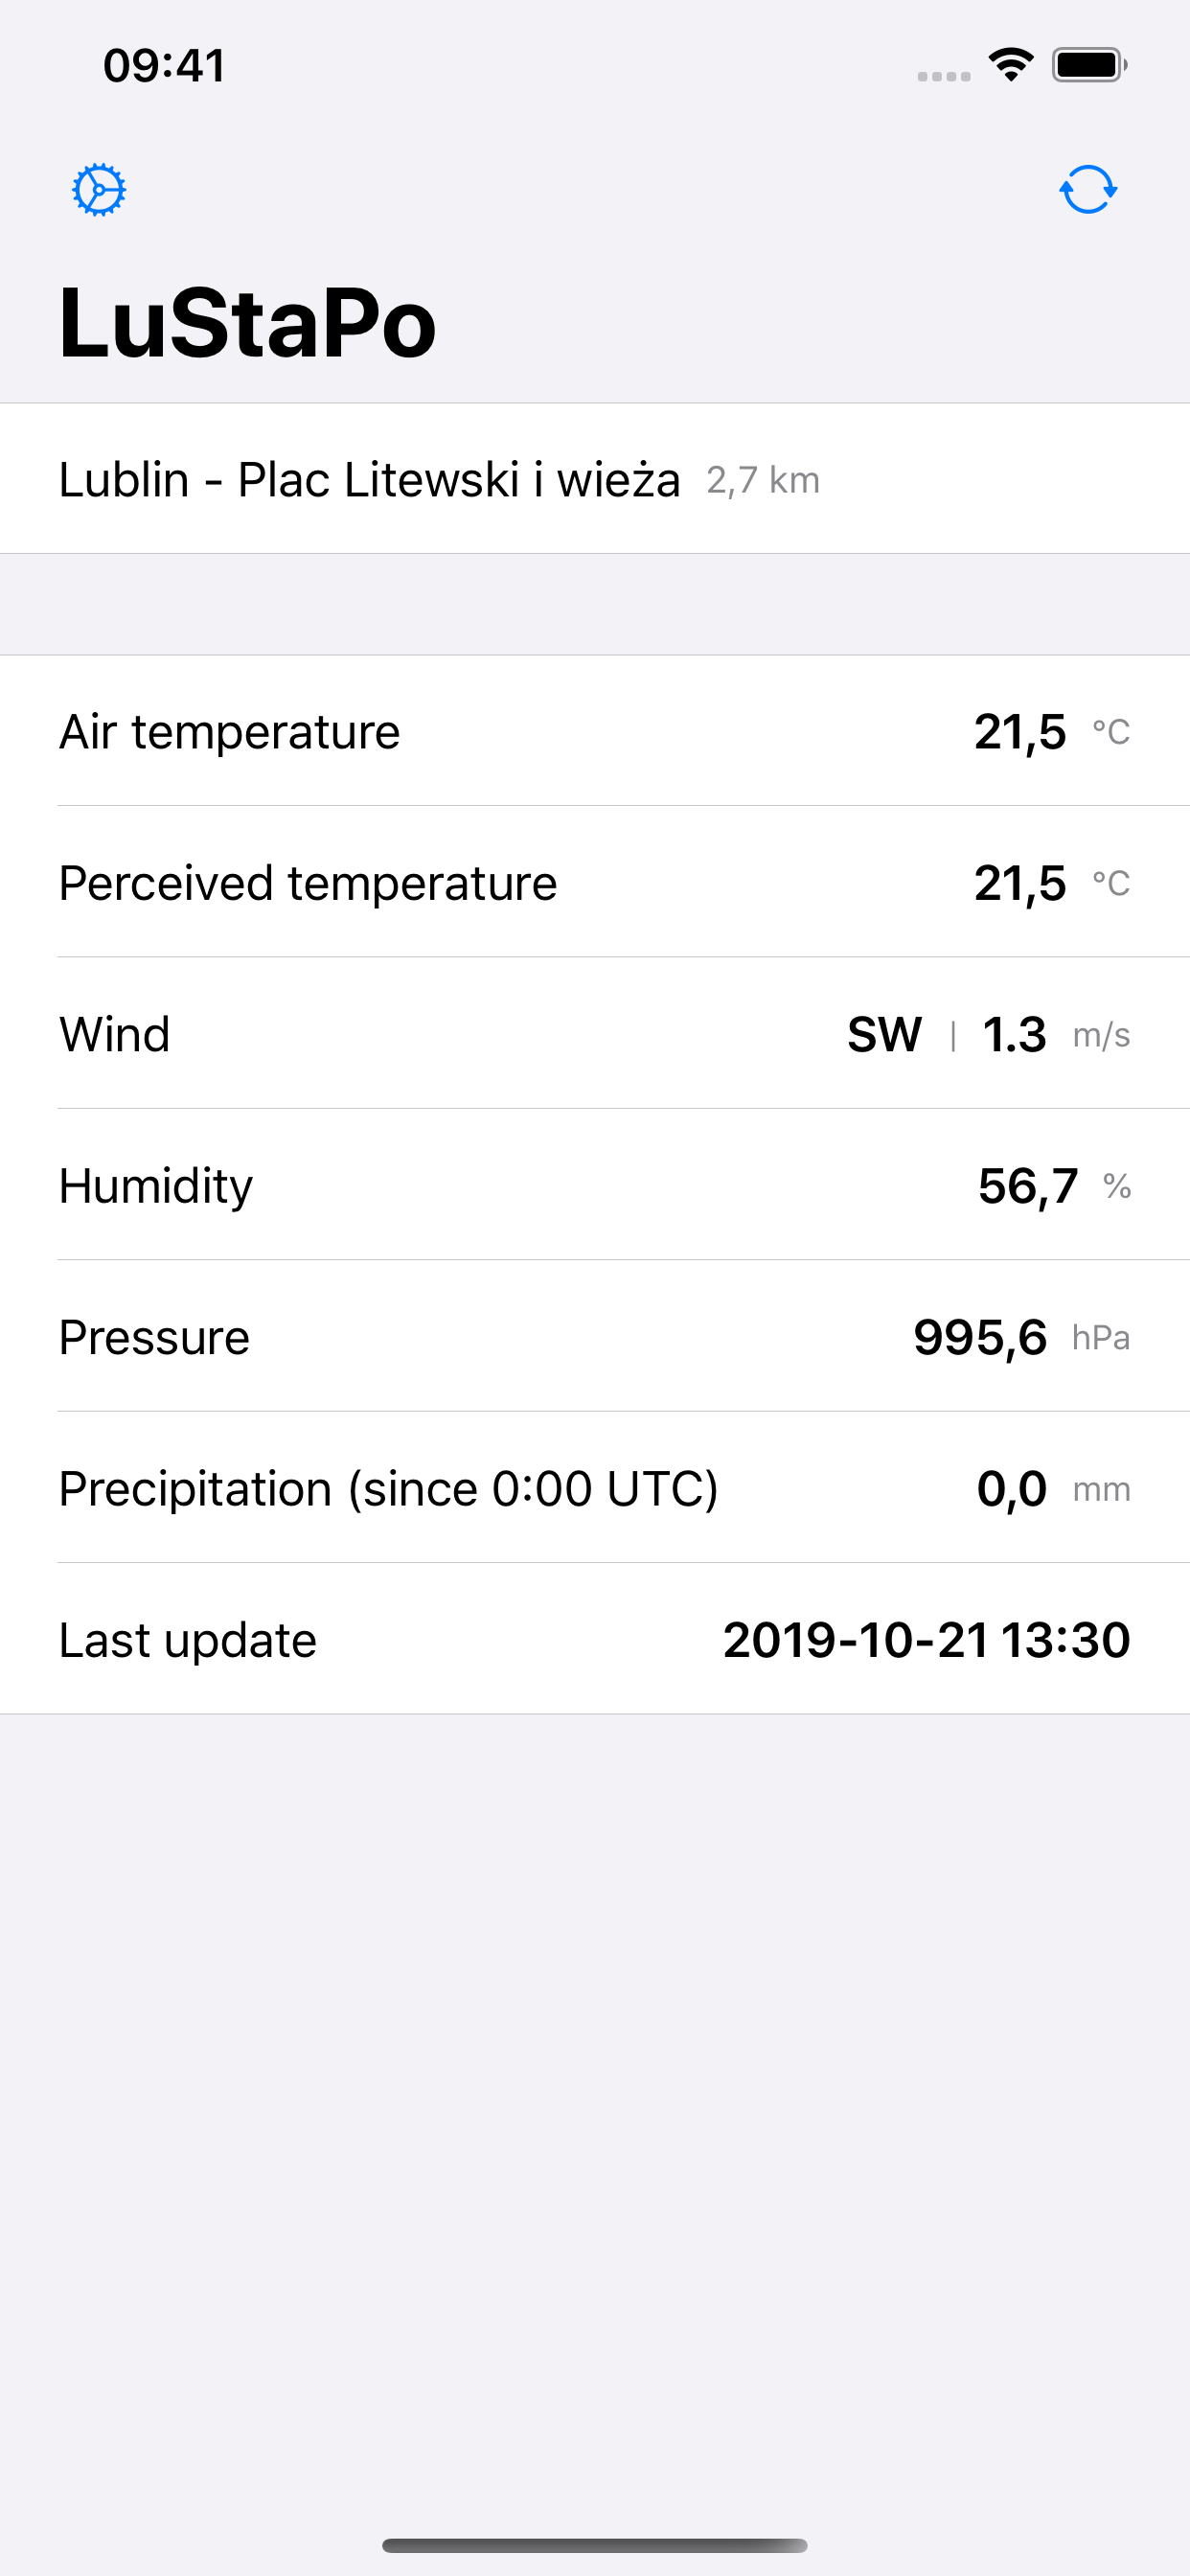 09:41
LuStaPo
Lublin - Plac Litewski i wieża 2,7 km
Air temperature 21,5 °C
Perceived temperature 21,5 °C
Wind SW | 1.3 m/s
Humidity 56,7 %
Pressure 995,6 hPa
Precipitation (since 0:00 UTC) 0,0 mm
Last update 2019-10-21 13:30